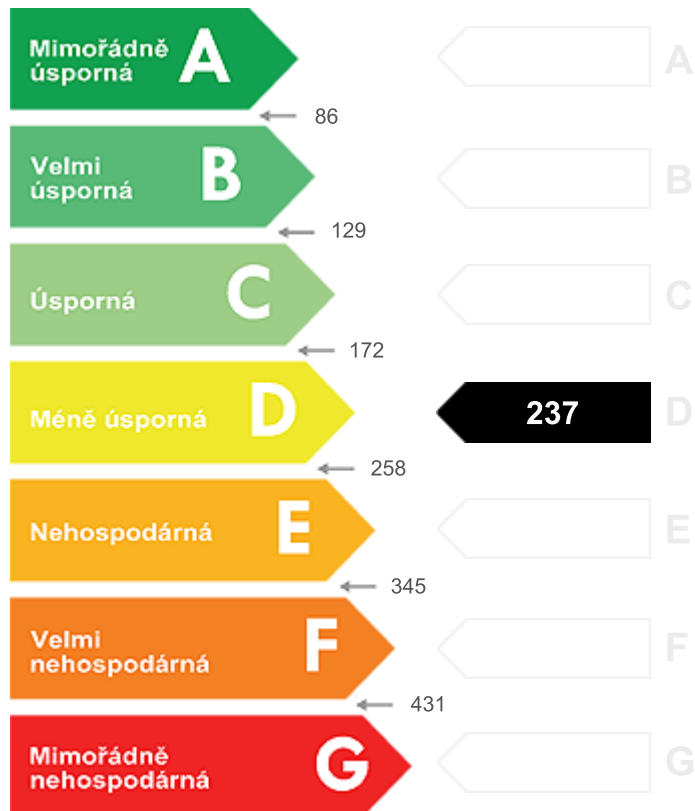 Mimořádně
úsporná
A
A
86
Velmi
úsporná
B
B
129
Úsporná
C
C
172
Méně úsporná
D
237
D
258
Nehospodárná
E
E
345
Velmi
nehospodárná
F
F
431
Mimořádně
nehospodárná
G
G